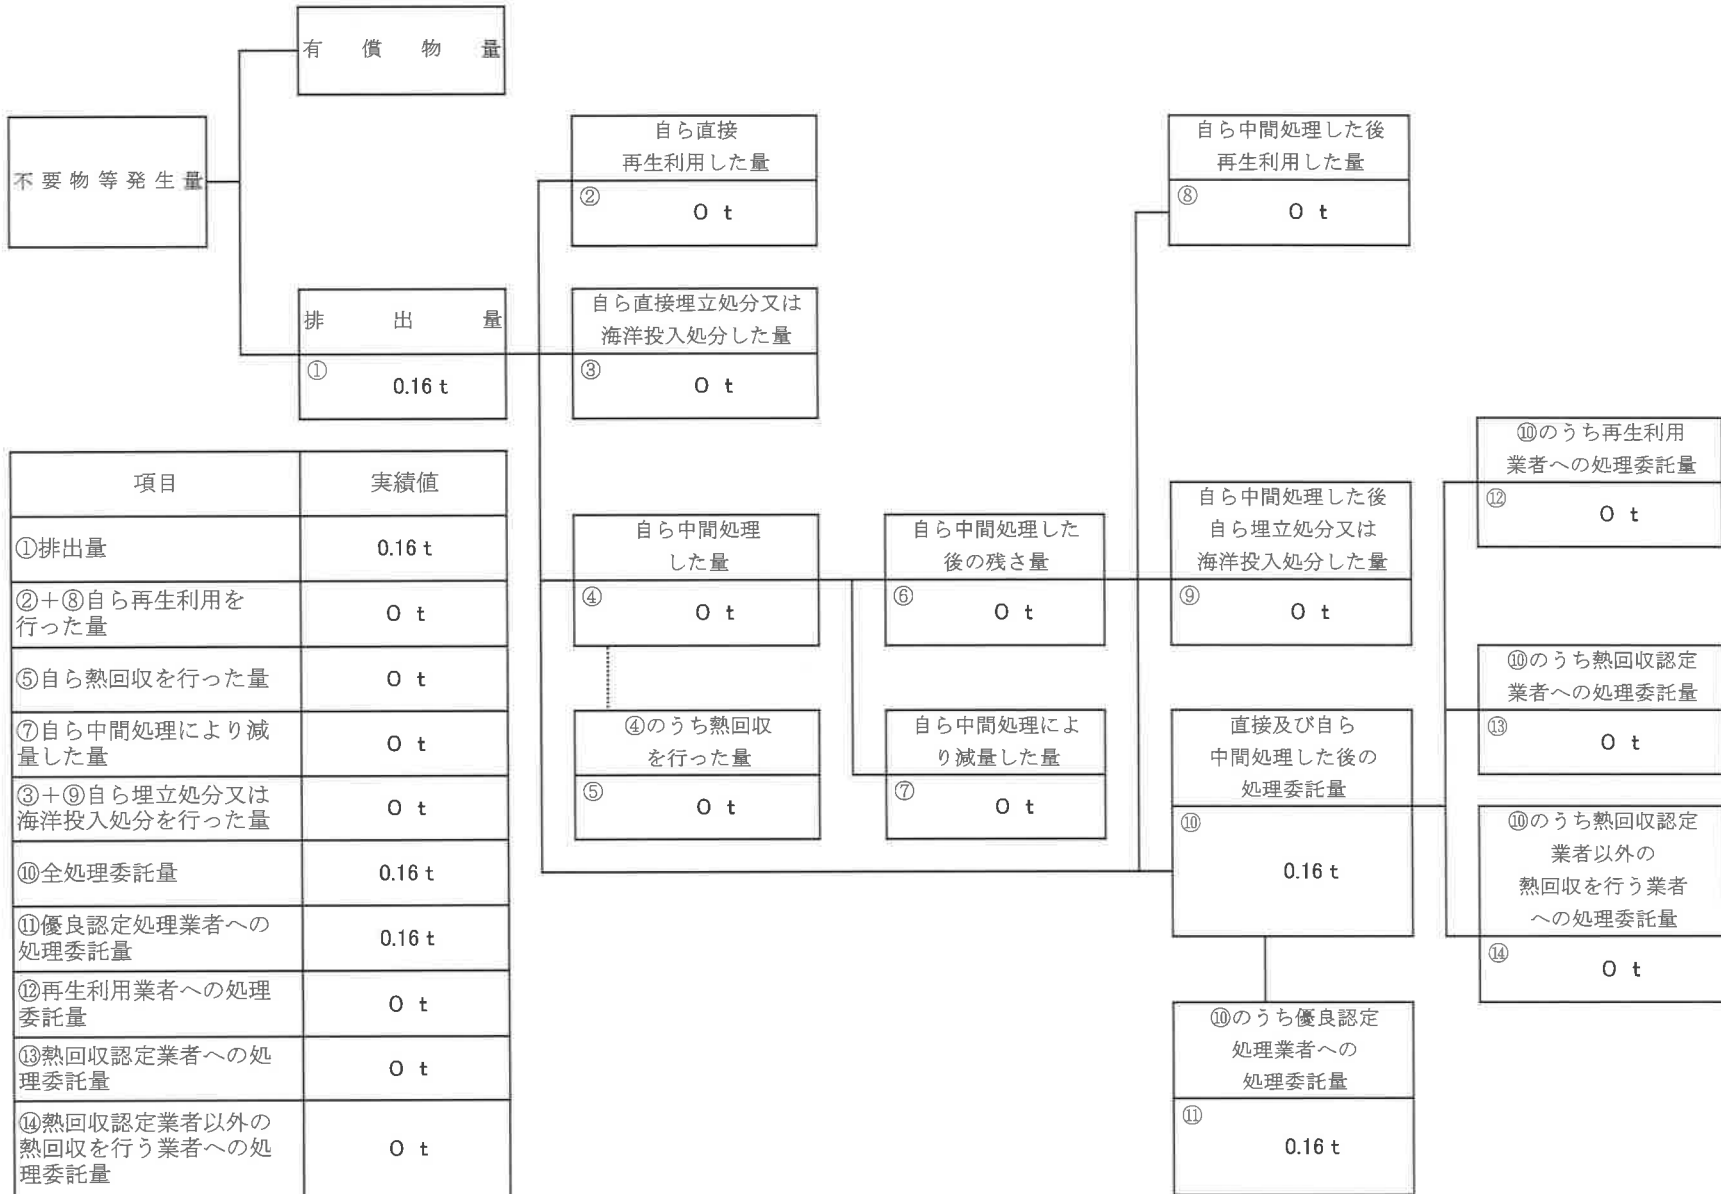 有償物量
不要物等発生量
排出量
①
0.16 t
自ら直接
再生利用した量
②
0 t
自ら直接埋立処分又は
海洋投入処分した量
③
0 t
自ら中間処理
した量
④
0 t
④のうち熱回収
を行った量
⑤
0 t
自ら中間処理した
後の残さ量
⑥
0 t
自ら中間処理によ
り減量した量
⑦
0 t
自ら中間処理した後
再生利用した量
⑧
0 t
自ら中間処理した後
自ら埋立処分又は
海洋投入処分した量
⑨
0 t
直接及び自ら
中間処理した後の
処理委託量
⑩
0.16 t
⑩のうち優良認定
処理業者への
処理委託量
⑪
0.16 t
⑩のうち再生利用
業者への処理委託量
⑫
0 t
⑩のうち熱回収認定
業者への処理委託量
⑬
0 t
⑩のうち熱回収認定
業者以外の
熱回収を行う業者
への処理委託量
⑭
0 t
項目 実績値
①排出量 0.16 t
②+⑧自ら再生利用を
行った量 0 t
⑤自ら熱回収を行った量 0 t
⑦自ら中間処理により減
量した量 0 t
③+⑨自ら埋立処分又は
海洋投入処分を行った量 0 t
⑩全処理委託量 0.16 t
⑪優良認定処理業者への
処理委託量 0.16 t
⑫再生利用業者への処理
委託量 0 t
⑬熱回収認定業者への処
理委託量 0 t
⑭熱回収認定業者以外の
熱回収を行う業者への処
理委託量 0 t